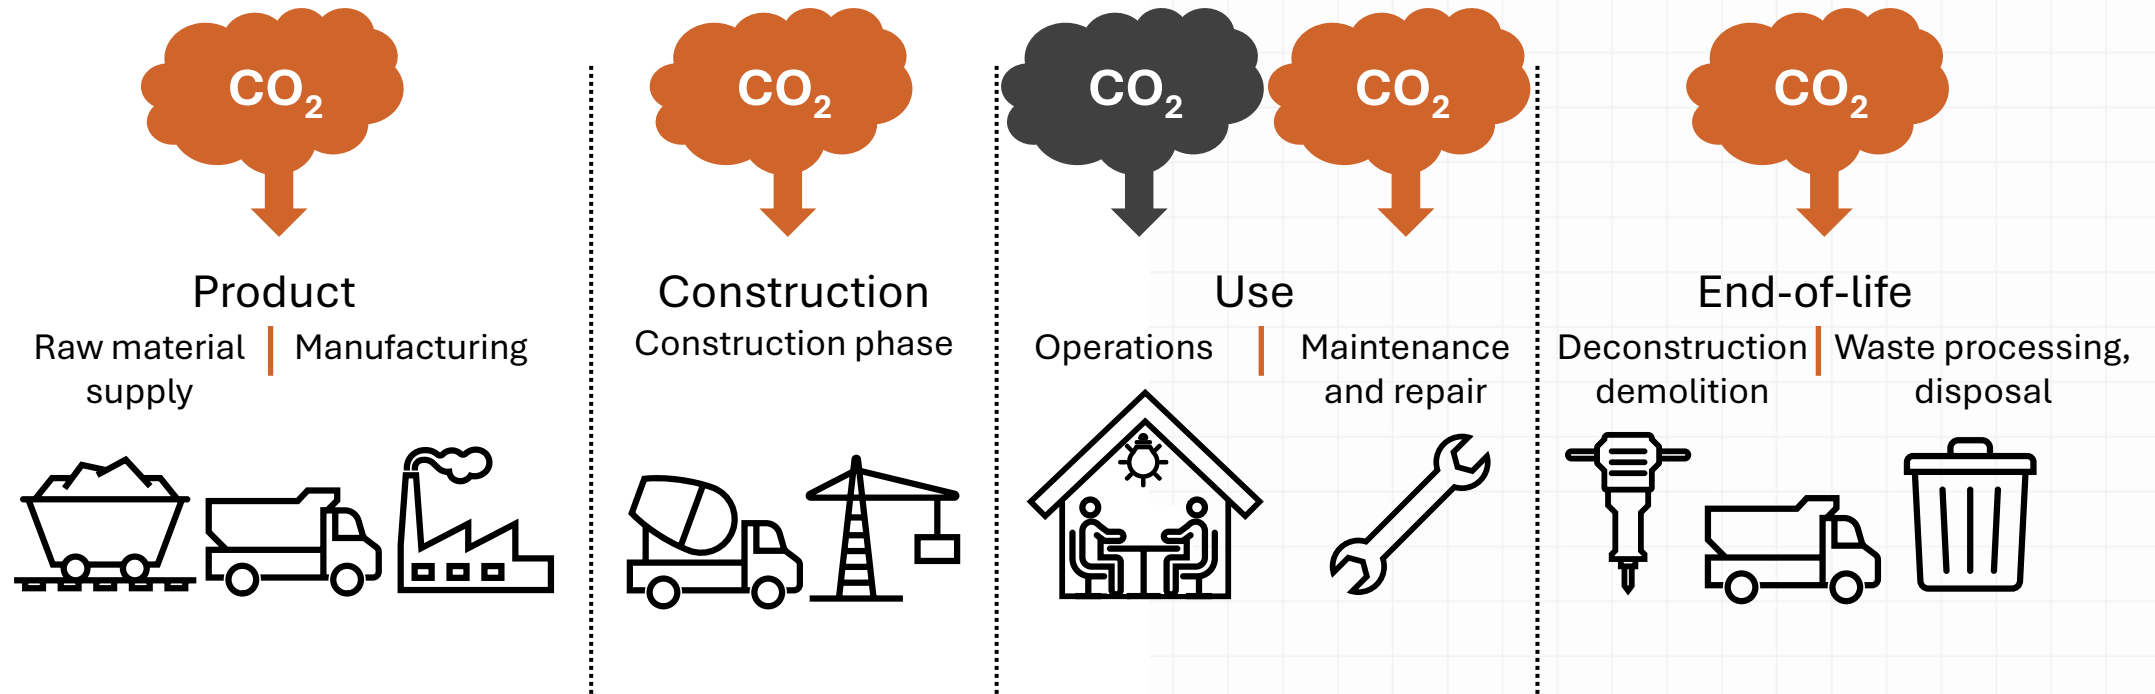 CO₂
CO₂
CO₂
CO₂
CO₂
Product
Raw material
supply
Manufacturing
Construction
Construction phase
Use
Operations
Maintenance
and repair
End-of-life
Deconstruction
demolition
Waste processing,
disposal